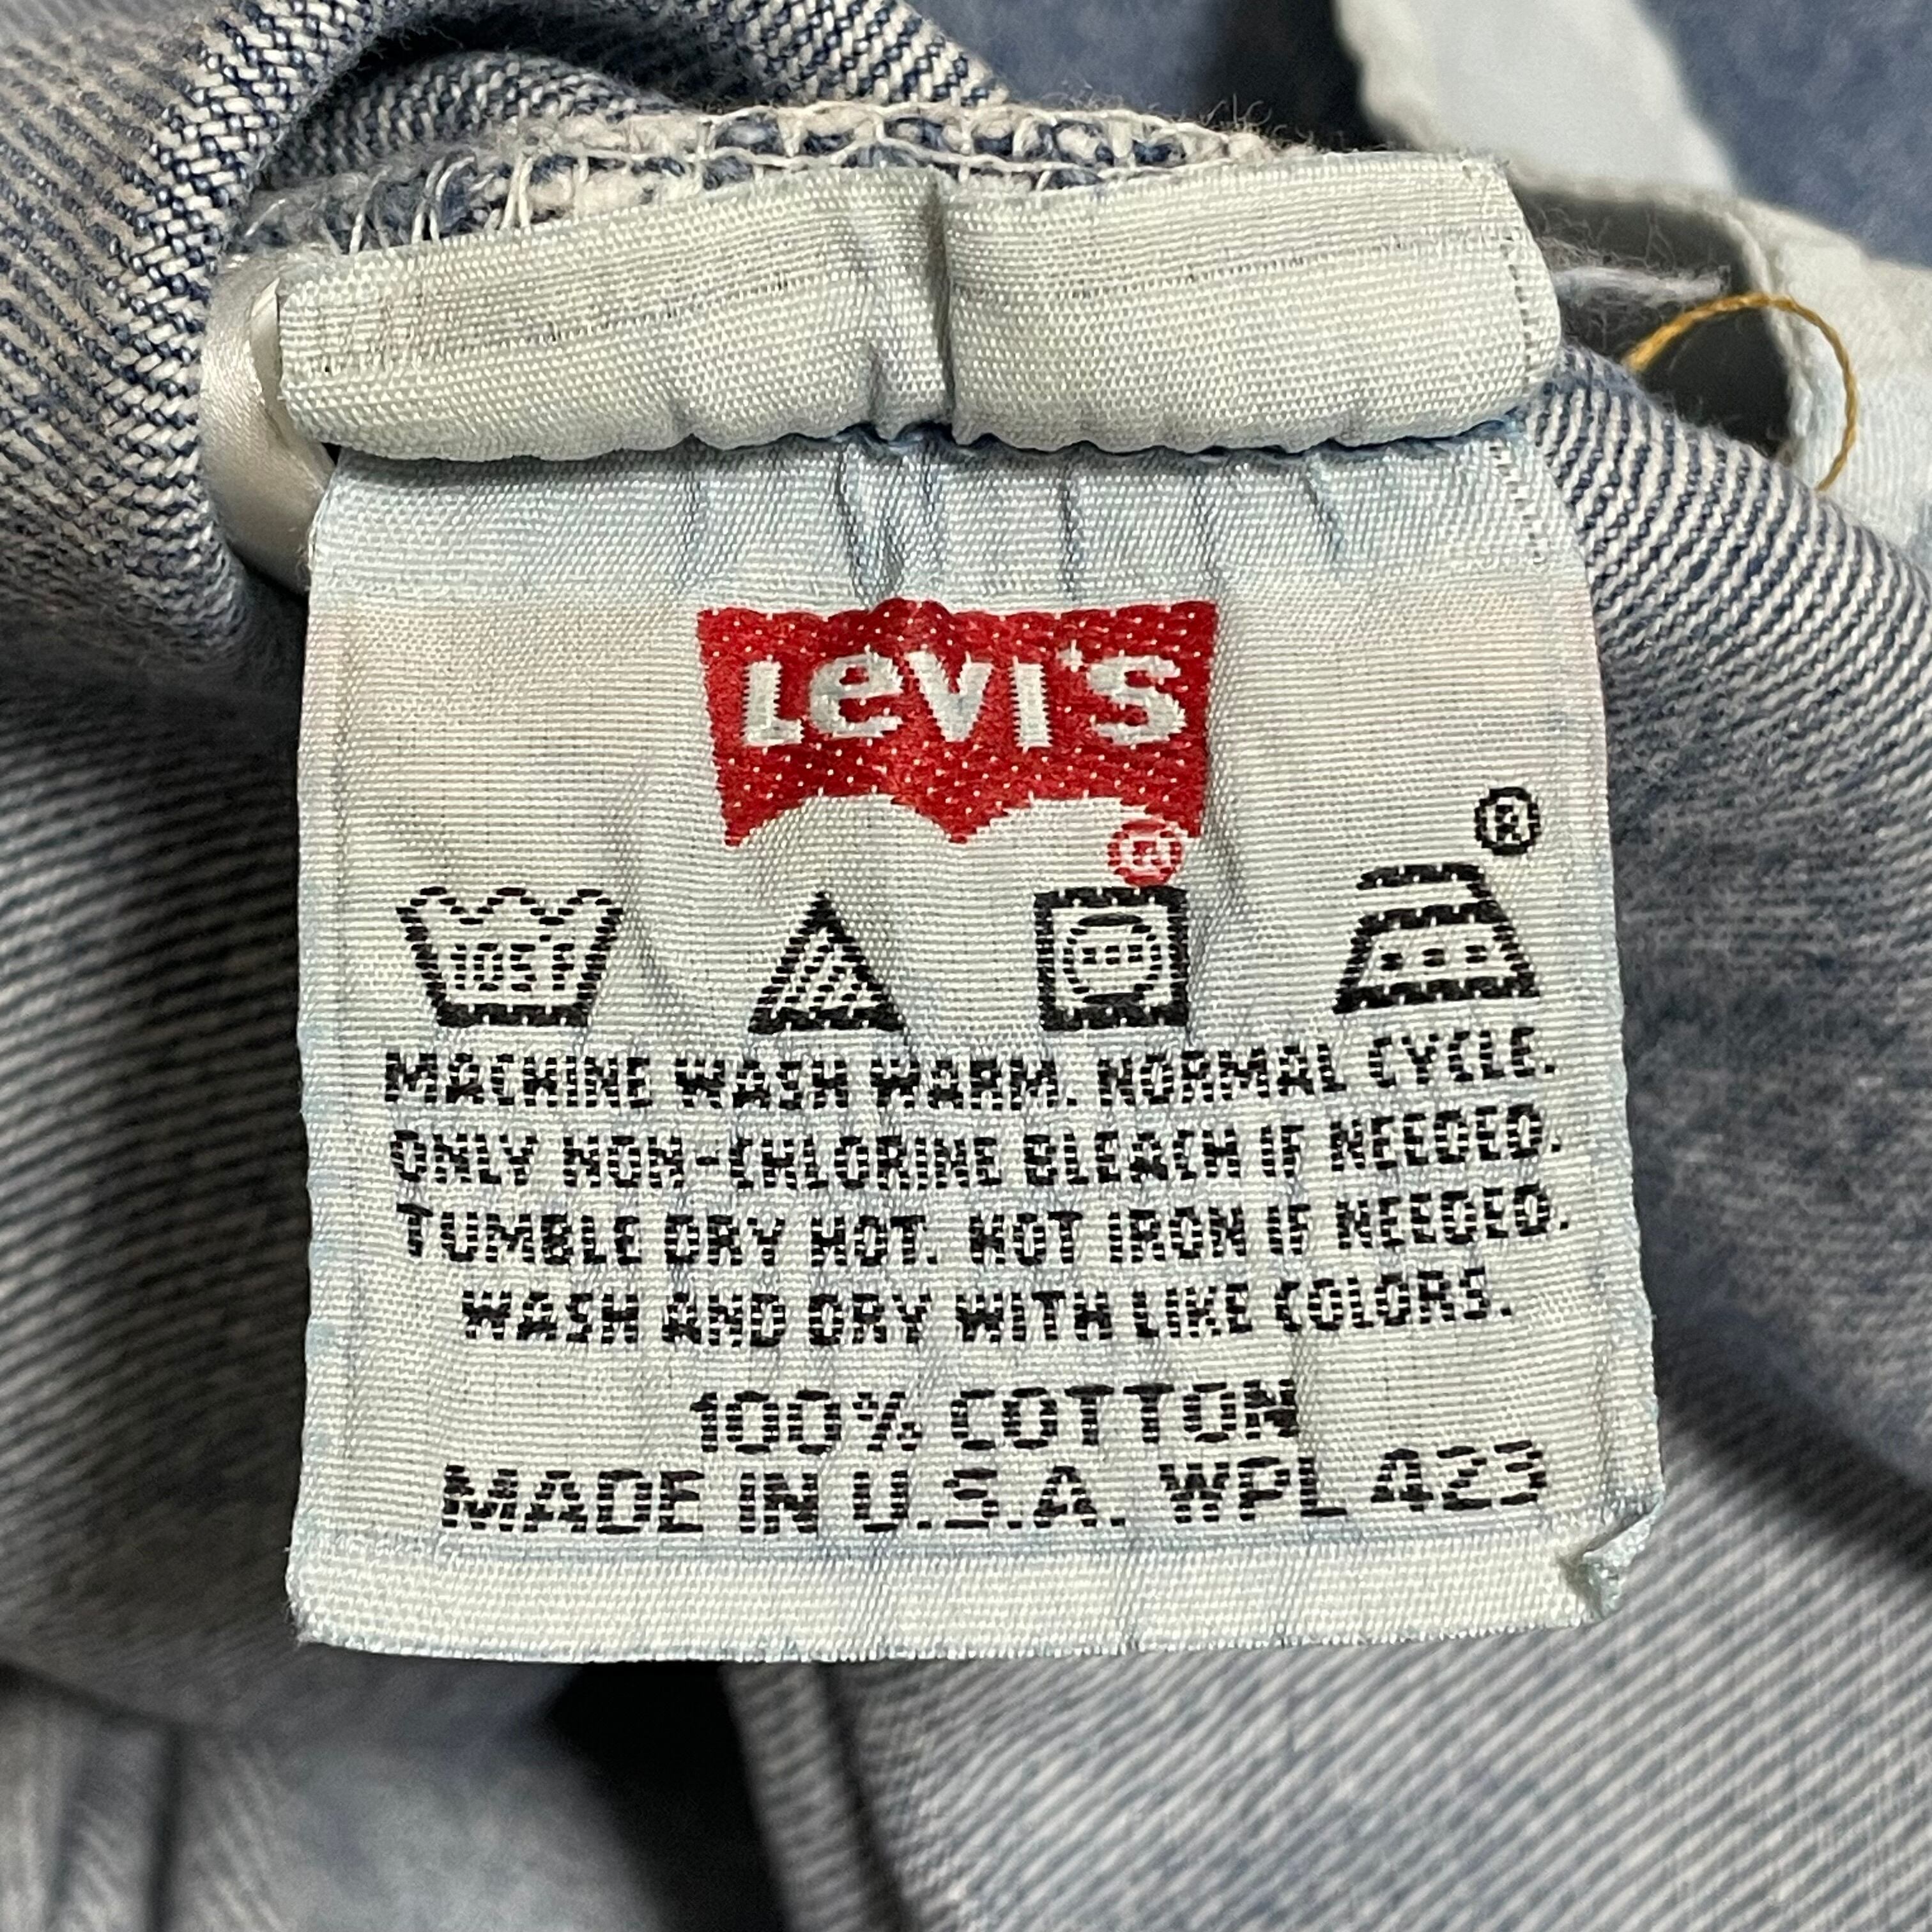 Levi's
®
®
105°F
MACHINE WASH WARM. NORMAL CYCLE.
ONLY NON-CHLORINE BLEACH IF NEEDED.
TUMBLE DRY HOT. HOT IRON IF NEEDED.
WASH AND DRY WITH LIKE COLORS.
100% COTTON
MADE IN U.S.A. WPL 423